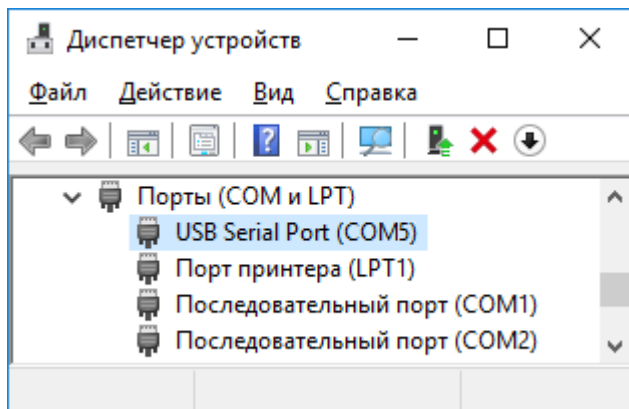 Диспетчер устройств
Файл Действие Вид Справка
Порты (COM и LPT)
USB Serial Port (COM5)
Порт принтера (LPT1)
Последовательный порт (COM1)
Последовательный порт (COM2)